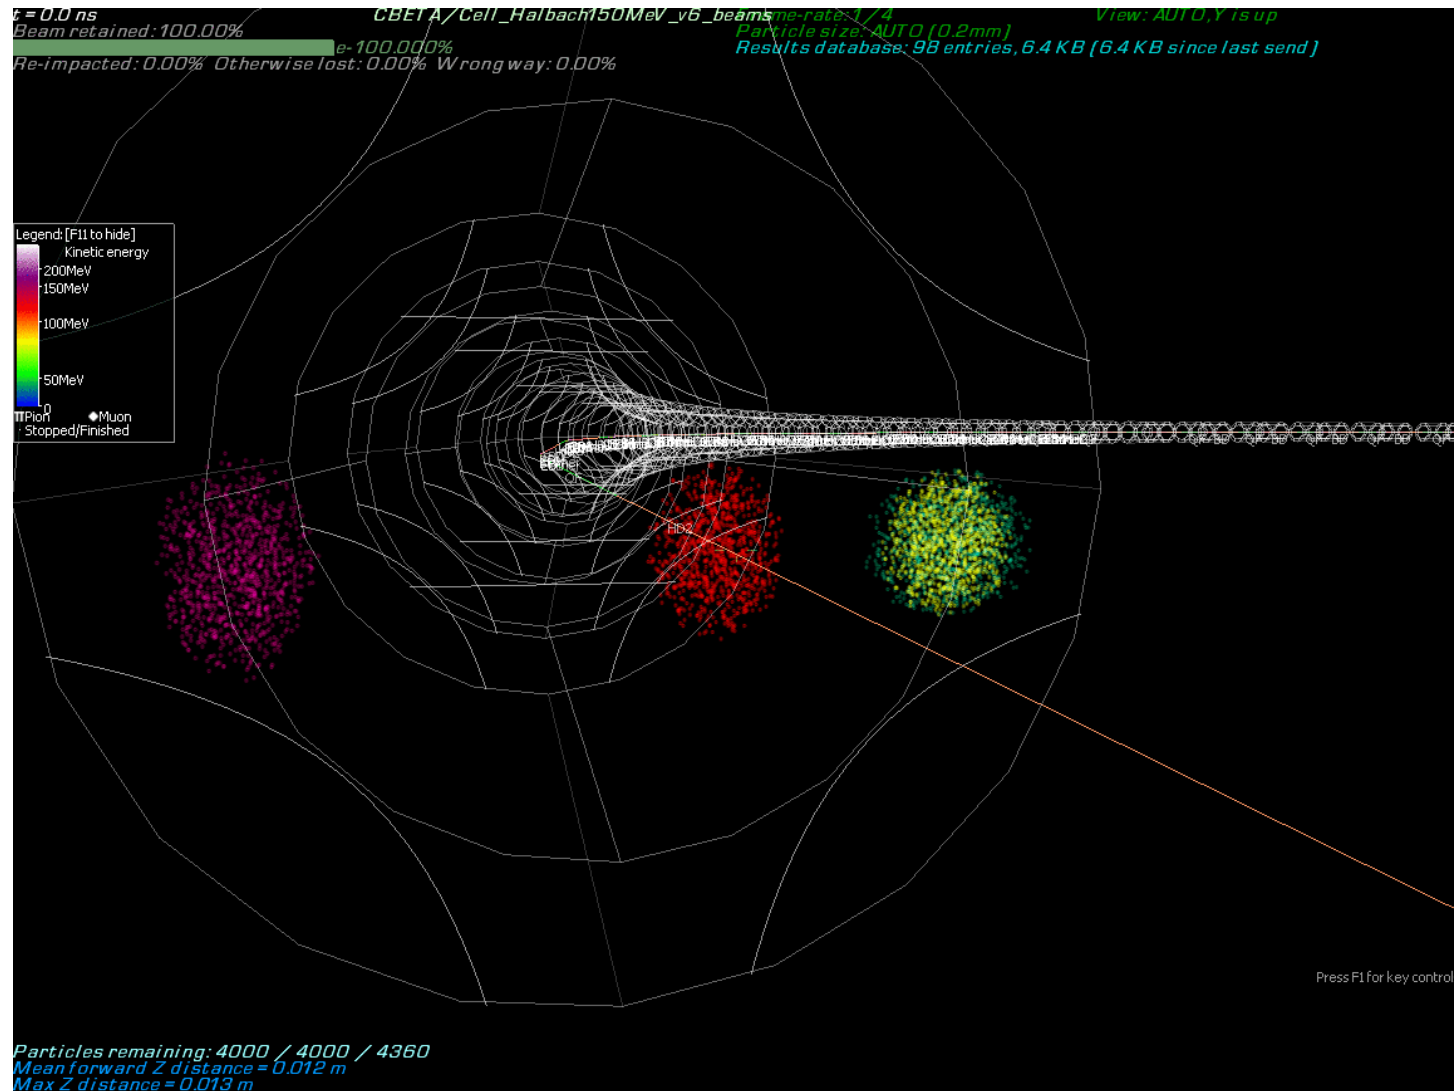 t = 0.0 ns
CBETA/Cell_Halbach150MeV_v6_beams
Frame-rate: 1 / 4
View: AUTO, Y is up
Beam retained: 100.00%
Particle size: AUTO (0.2mm)
e- 100.000%
Results database: 98 entries, 6.4 KB (6.4 KB since last send)
Re-impacted: 0.00% Otherwise lost: 0.00% Wrong way: 0.00%
Legend: [F11 to hide]
Kinetic energy
200MeV
150MeV
100MeV
50MeV
0
Pion
Muon
Stopped/Finished
HD2
Press F1 for key control
Particles remaining: 4000 / 4000 / 4360
Mean forward Z distance = 0.012 m
Max Z distance = 0.013 m